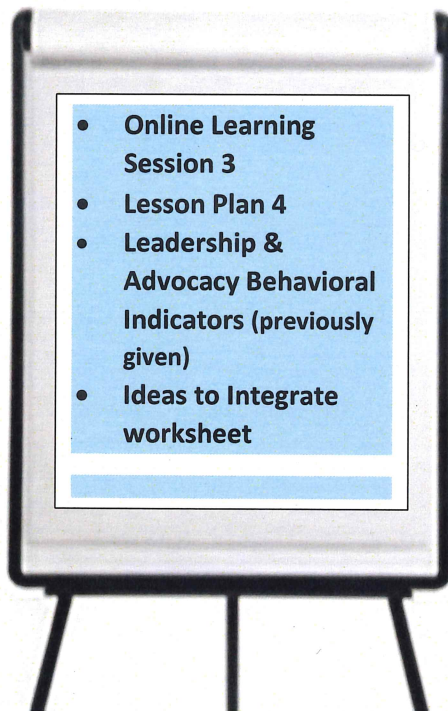 • Online Learning
Session 3
• Lesson Plan 4
• Leadership &
Advocacy Behavioral
Indicators (previously
given)
• Ideas to Integrate
worksheet